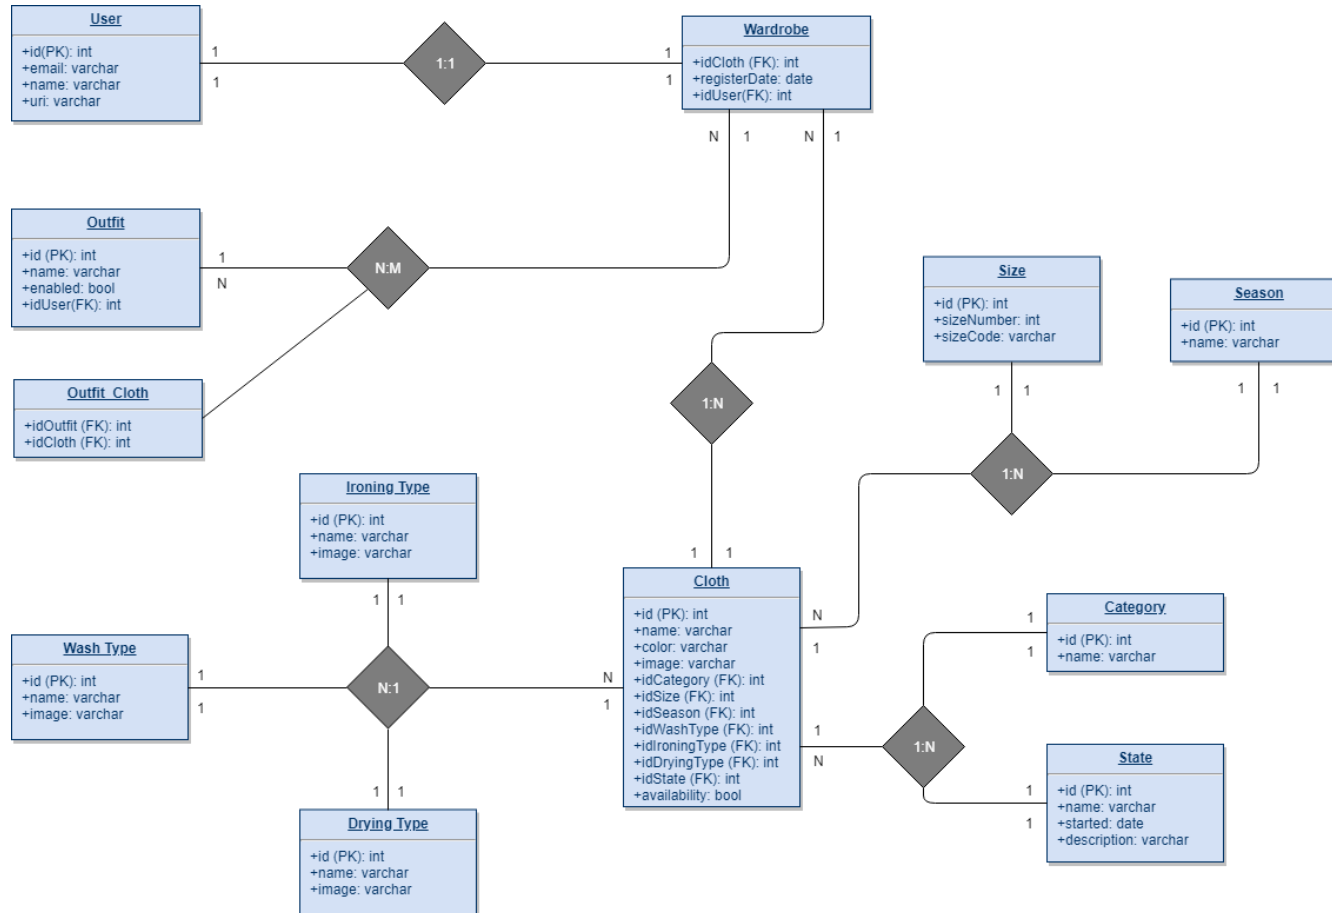 User
+id(PK): int
+email: varchar
+name: varchar
+uri: varchar
1
1
1:1
1
1
Wardrobe
+idCloth (FK): int
+registerDate: date
+idUser(FK): int
N 1
N 1
Outfit
+id (PK): int
+name: varchar
+enabled: bool
+idUser(FK): int
1
N
N:M
Outfit_Cloth
+idOutfit (FK): int
+idCloth (FK): int
1:N
1 1
Size
+id (PK): int
+sizeNumber: int
+sizeCode: varchar
1 1
Season
+id (PK): int
+name: varchar
1 1
1:N
Ironing Type
+id (PK): int
+name: varchar
+image: varchar
1 1
Wash Type
+id (PK): int
+name: varchar
+image: varchar
1
1
N:1
N
1
1 1
Drying Type
+id (PK): int
+name: varchar
+image: varchar
Cloth
+id (PK): int
+name: varchar
+color: varchar
+image: varchar
+idCategory (FK): int
+idSize (FK): int
+idSeason (FK): int
+idWashType (FK): int
+idIroningType (FK): int
+idDryingType (FK): int
+idState (FK): int
+availability: bool
N
1
1
N
1:N
1
1
Category
+id (PK): int
+name: varchar
1
1
State
+id (PK): int
+name: varchar
+started: date
+description: varchar